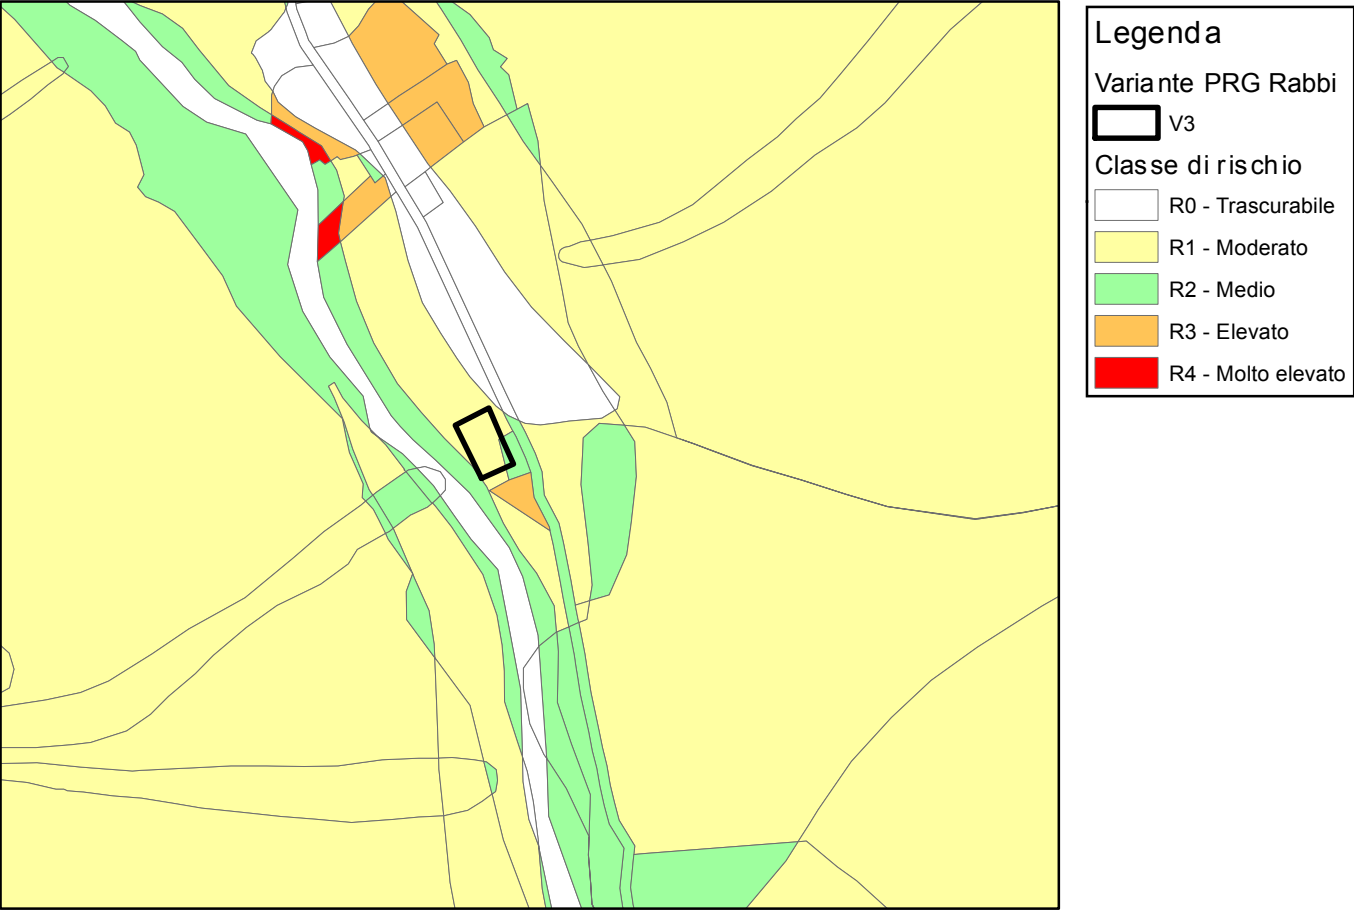 Legenda
Variante PRG Rabbi
V3
Classe di rischio
R0 - Trascurabile
R1 - Moderato
R2 - Medio
R3 - Elevato
R4 - Molto elevato